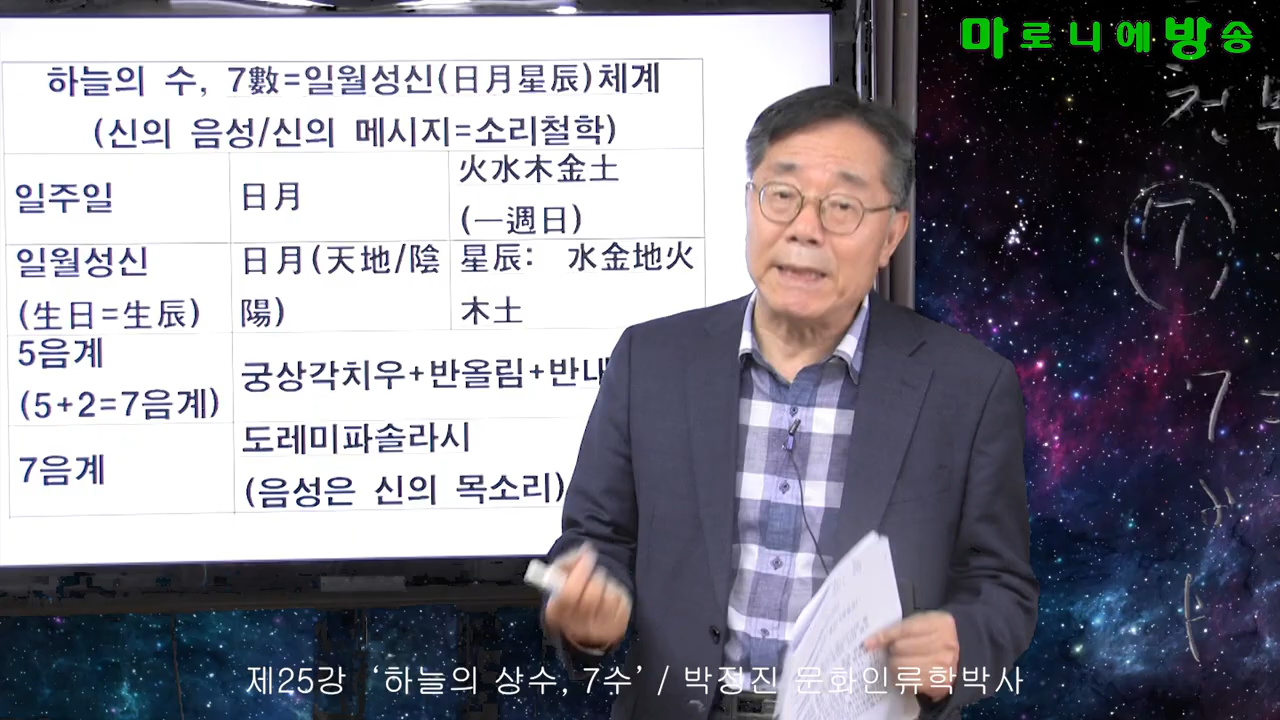 마로니에방송
하늘의 수, 7數=일월성신(日月星辰)체계
(신의 음성/신의 메시지=소리철학)
일주일
日月
火水木金土
(一週日)
일월성신
(生日=生辰)
日月(天地/陰
陽)
星辰: 水金地火
木土
5음계
(5+2=7음계)
궁상각치우+반올림+반내
7음계
도레미파솔라시
(음성은 신의 목소리)
천부
7
7
제25강 ‘하늘의 상수, 7수’ / 박정진 문화인류학박사